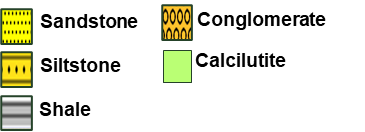 Sandstone
Siltstone
Shale
Conglomerate
Calcilutite